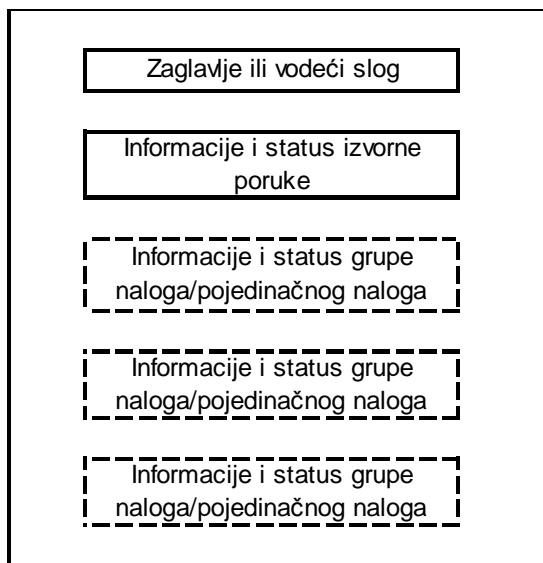 Zaglavlje ili vodeći slog
Informacije i status izvorne
poruke
Informacije i status grupe
naloga/pojedinačnog naloga
Informacije i status grupe
naloga/pojedinačnog naloga
Informacije i status grupe
naloga/pojedinačnog naloga